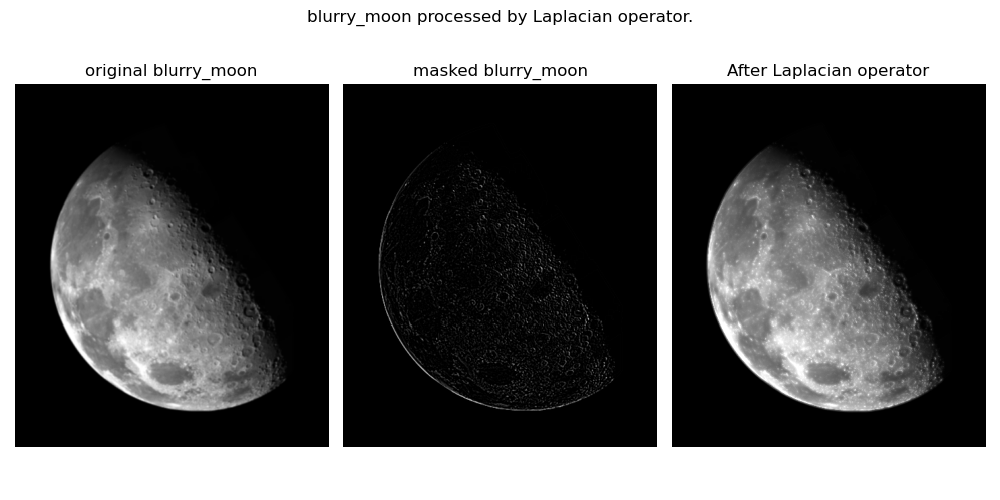 blurry_moon processed by Laplacian operator.
original blurry_moon
masked blurry_moon
After Laplacian operator